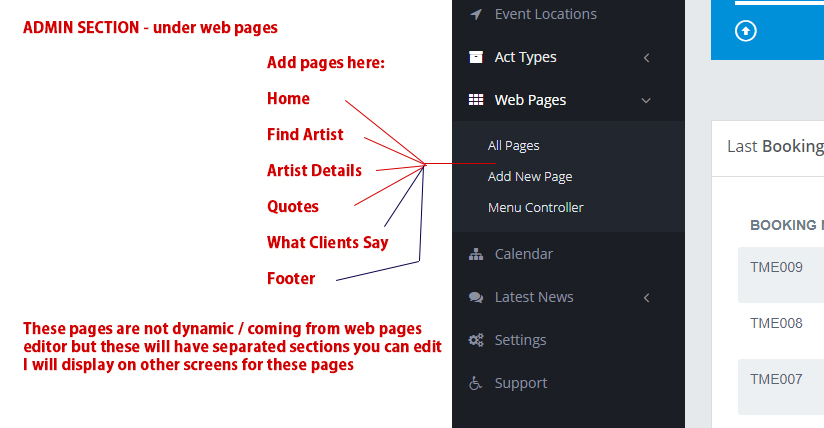 ADMIN SECTION - under web pages
Add pages here:
Home
Find Artist
Artist Details
Quotes
What Clients Say
Footer
These pages are not dynamic / coming from web pages
editor but these will have separated sections you can edit
I will display on other screens for these pages
Event Locations
Act Types
Web Pages
All Pages
Add New Page
Menu Controller
Calendar
Latest News
Settings
Support
Last Booking
BOOKING
TME009
TME008
TME007